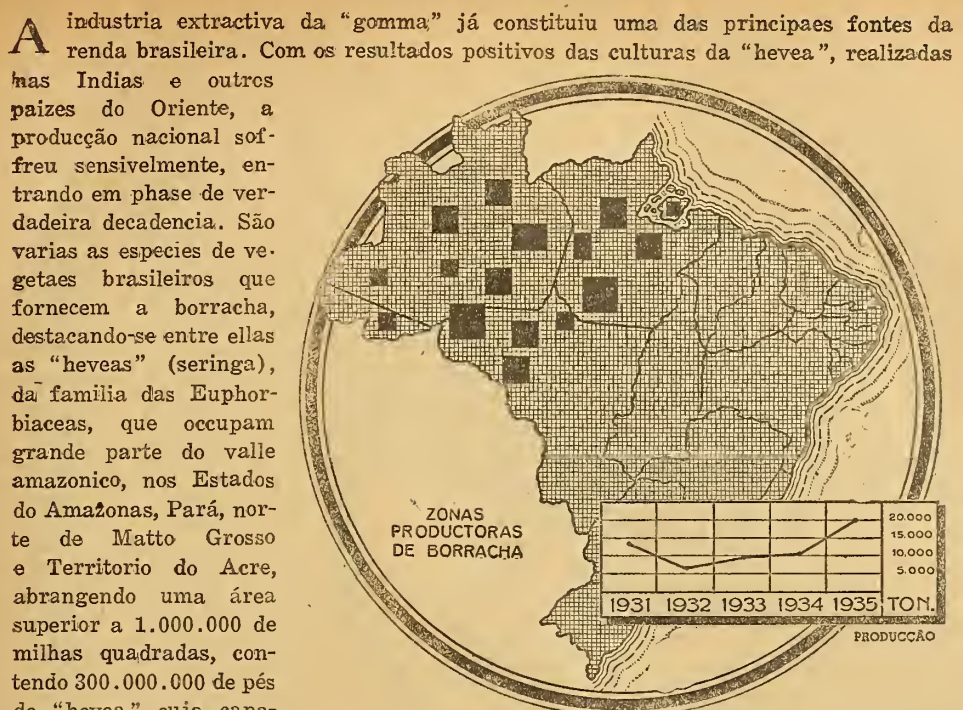 A industria extractiva da “gomma” já constituiu uma das principaes fontes da
renda brasileira. Com os resultados positivos das culturas da “hevea”, realizadas
nas Indias e outros
paizes do Oriente, a
producção nacional sof-
freu sensivelmente, en-
trando em phase de ver-
dadeira decadencia. São
varias as especies de ve-
getaes brasileiros que
fornecem a borracha,
destacando-se entre ellas
as “heveas” (seringa),
da familia das Euphor-
biaceas, que occupam
grande parte do valle
amazonico, nos Estados
do Amazonas, Pará, nor-
te de Matto Grosso
e Territorio do Acre,
abrangendo uma área
superior a 1.000.000 de
milhas quadradas, con-
tendo 300.000.000 de pés
de “hevea”
ZONAS
PRODUCTORAS
DE BORRACHA
20.000
15.000
10.000
5.000
1931 1932 1933 1934 1935 TON.
PRODUCÇÃO